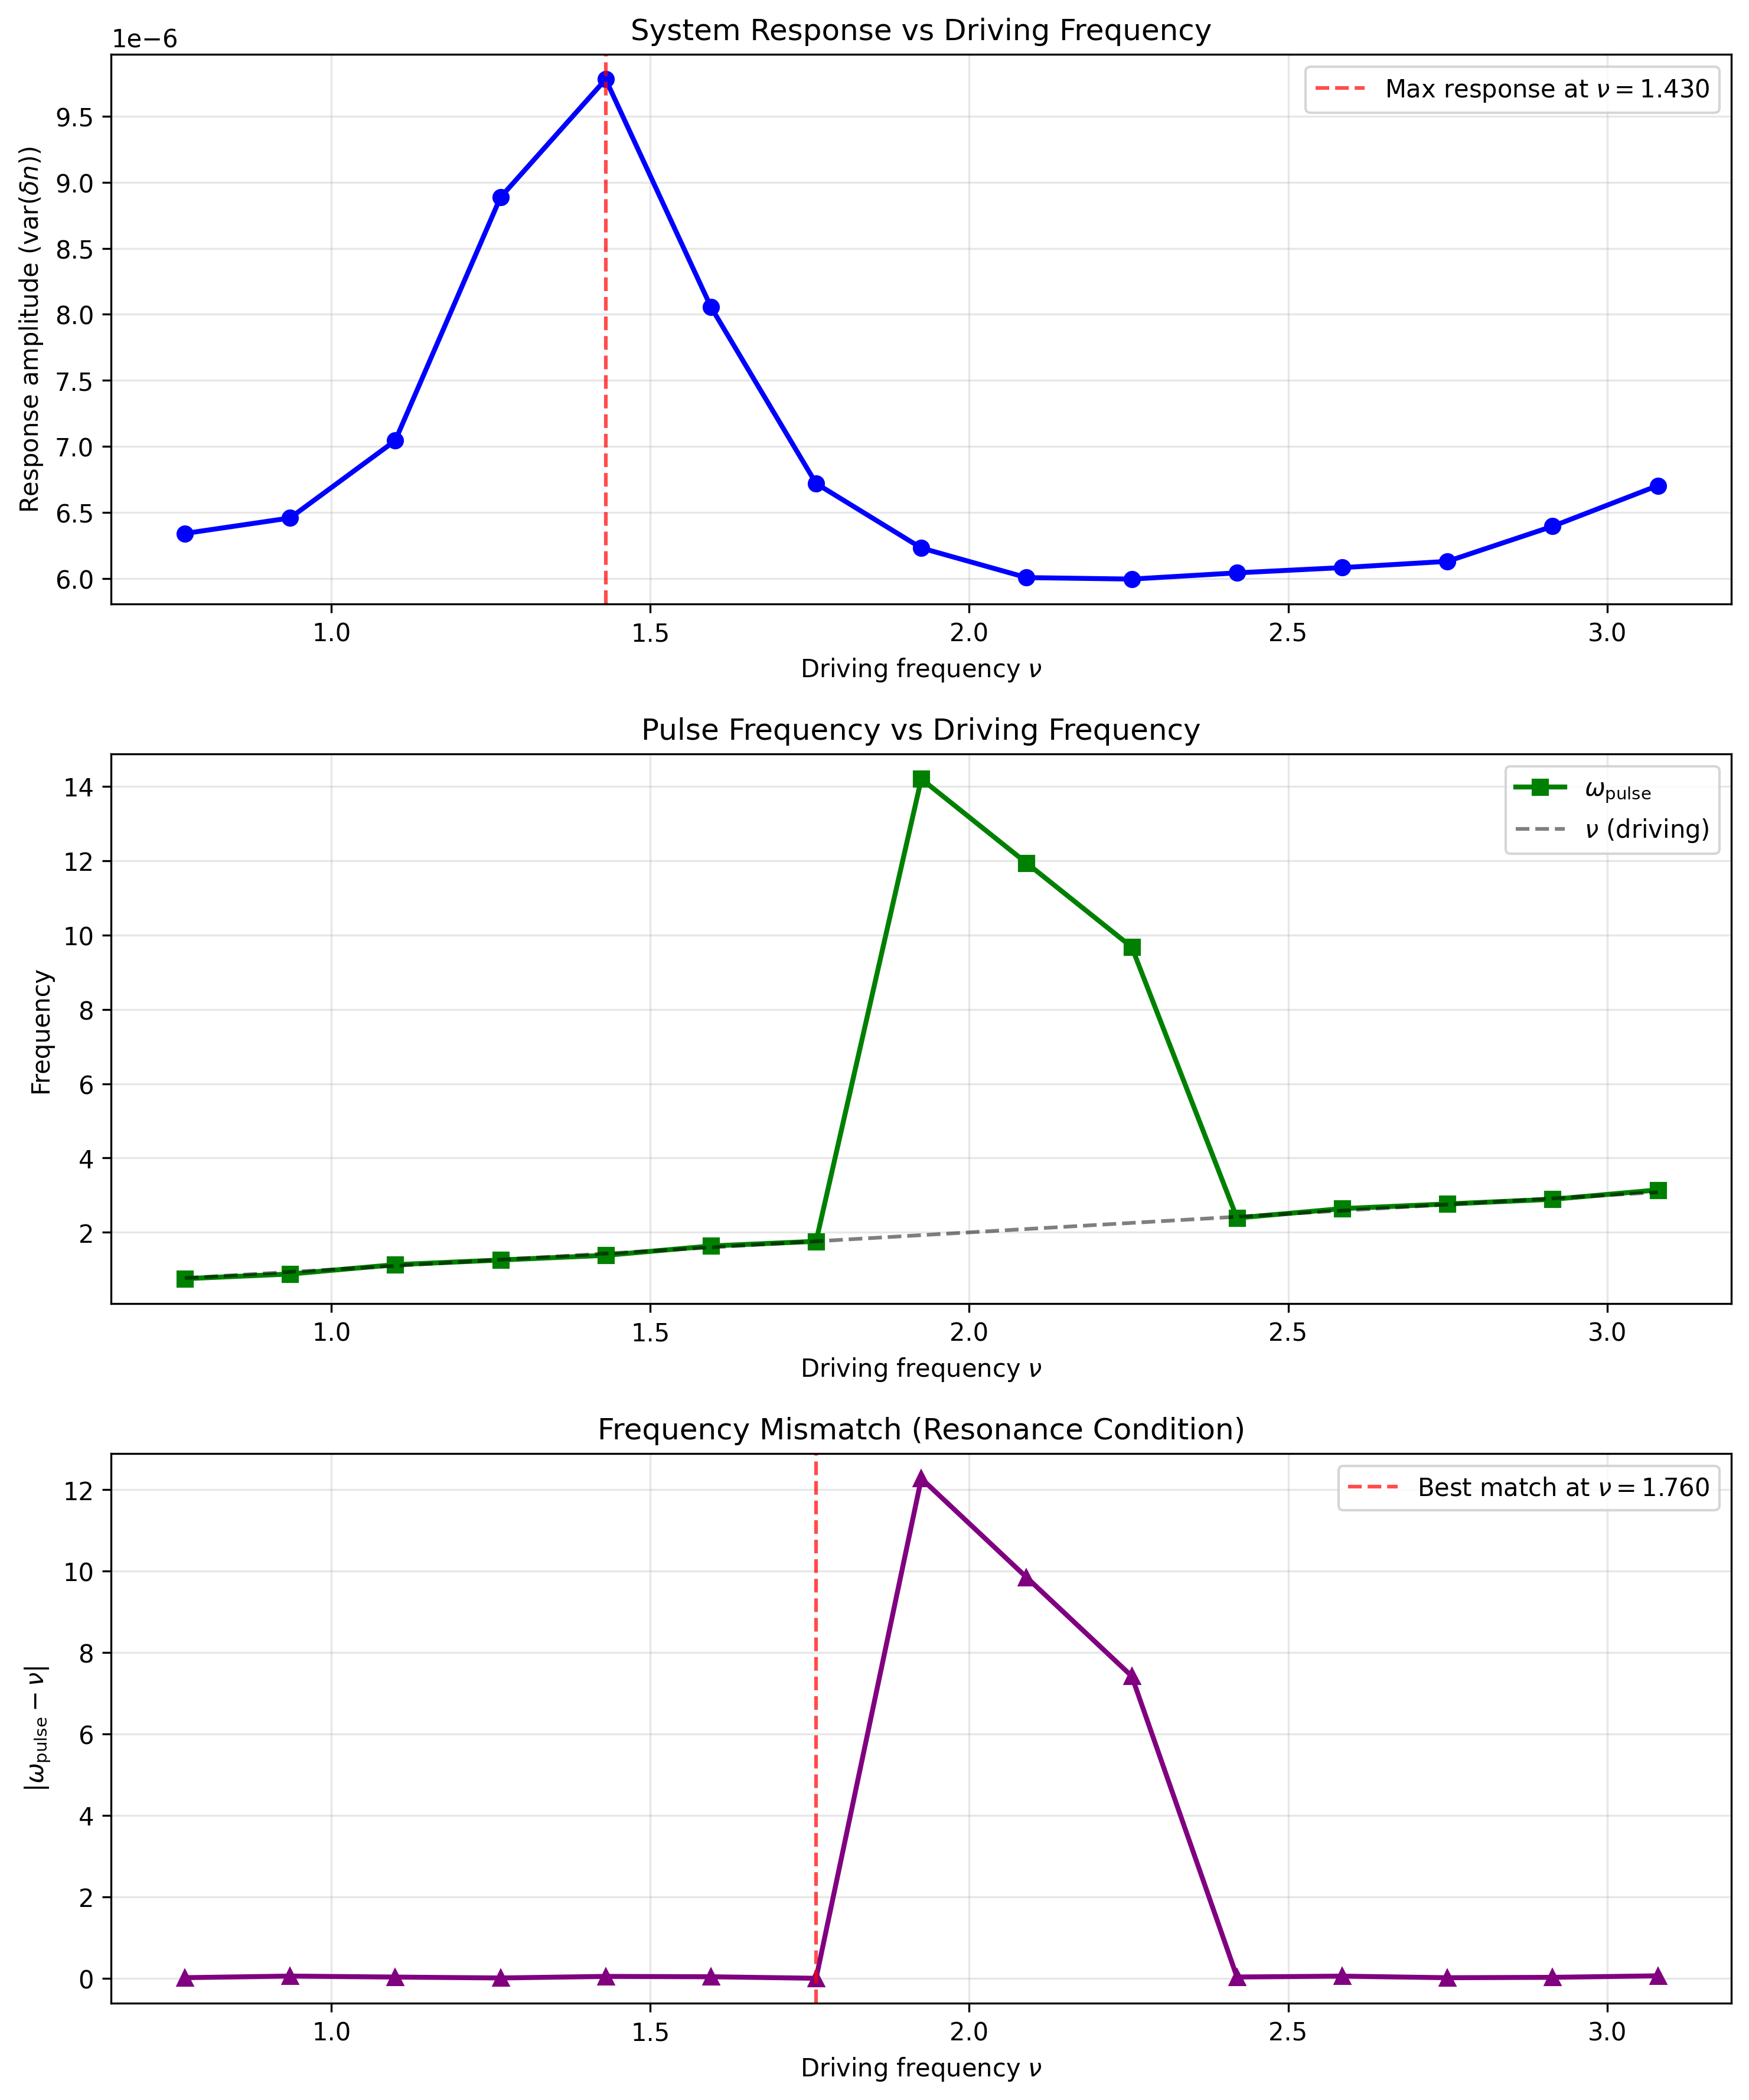 System Response vs Driving Frequency
1e−6
Max response at ν = 1.430
Response amplitude (var(δn))
9.5
9.0
8.5
8.0
7.5
7.0
6.5
6.0
1.0 1.5 2.0 2.5 3.0
Driving frequency ν
Pulse Frequency vs Driving Frequency
ω_pulse
ν (driving)
Frequency
14
12
10
8
6
4
2
1.0 1.5 2.0 2.5 3.0
Driving frequency ν
Frequency Mismatch (Resonance Condition)
Best match at ν = 1.760
|ω_pulse − ν|
12
10
8
6
4
2
0
1.0 1.5 2.0 2.5 3.0
Driving frequency ν